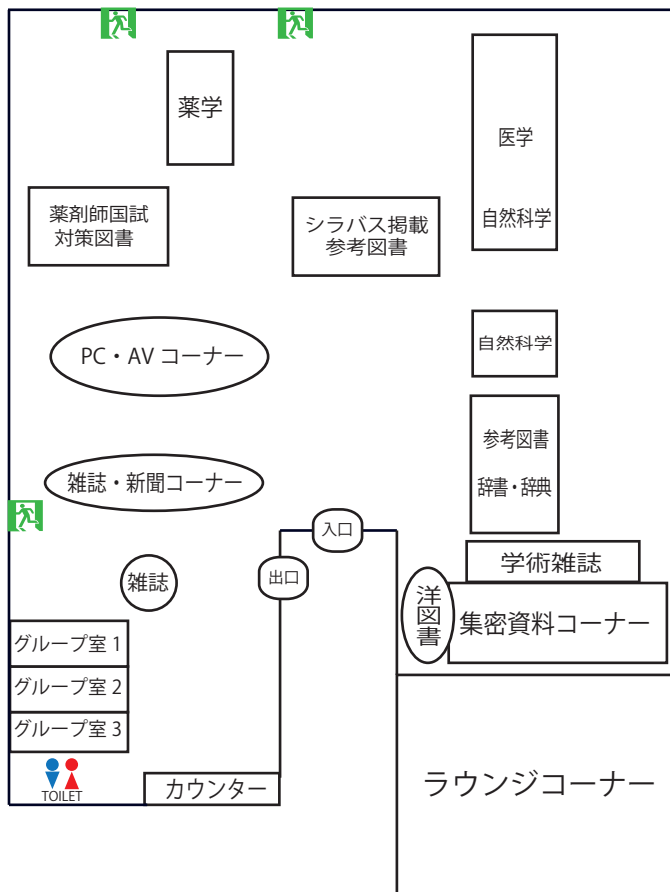 薬学
医学
自然科学
薬剤師国試
対策図書
シラバス掲載
参考図書
PC・AV コーナー
自然科学
参考図書
辞書・辞典
雑誌・新聞コーナー
入口
出口
雑誌
学術雑誌
洋図書
集密資料コーナー
グループ室 1
グループ室 2
グループ室 3
TOILET
カウンター
ラウンジコーナー